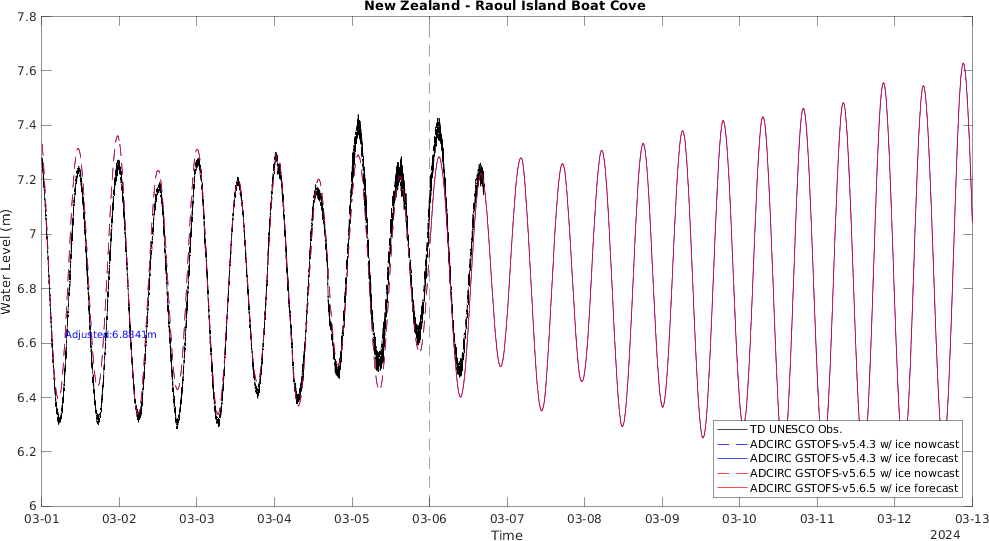 New Zealand - Raoul Island Boat Cove
7.8
7.6
7.4
7.2
7
6.8
6.6
6.4
6.2
6
Water Level (m)
Adjusted:6.8341m
TD UNESCO Obs.
ADCIRC GSTOFS-v5.4.3 w/ ice nowcast
ADCIRC GSTOFS-v5.4.3 w/ ice forecast
ADCIRC GSTOFS-v5.6.5 w/ ice nowcast
ADCIRC GSTOFS-v5.6.5 w/ ice forecast
03-01 03-02 03-03 03-04 03-05 03-06 03-07 03-08 03-09 03-10 03-11 03-12 03-13
Time
2024